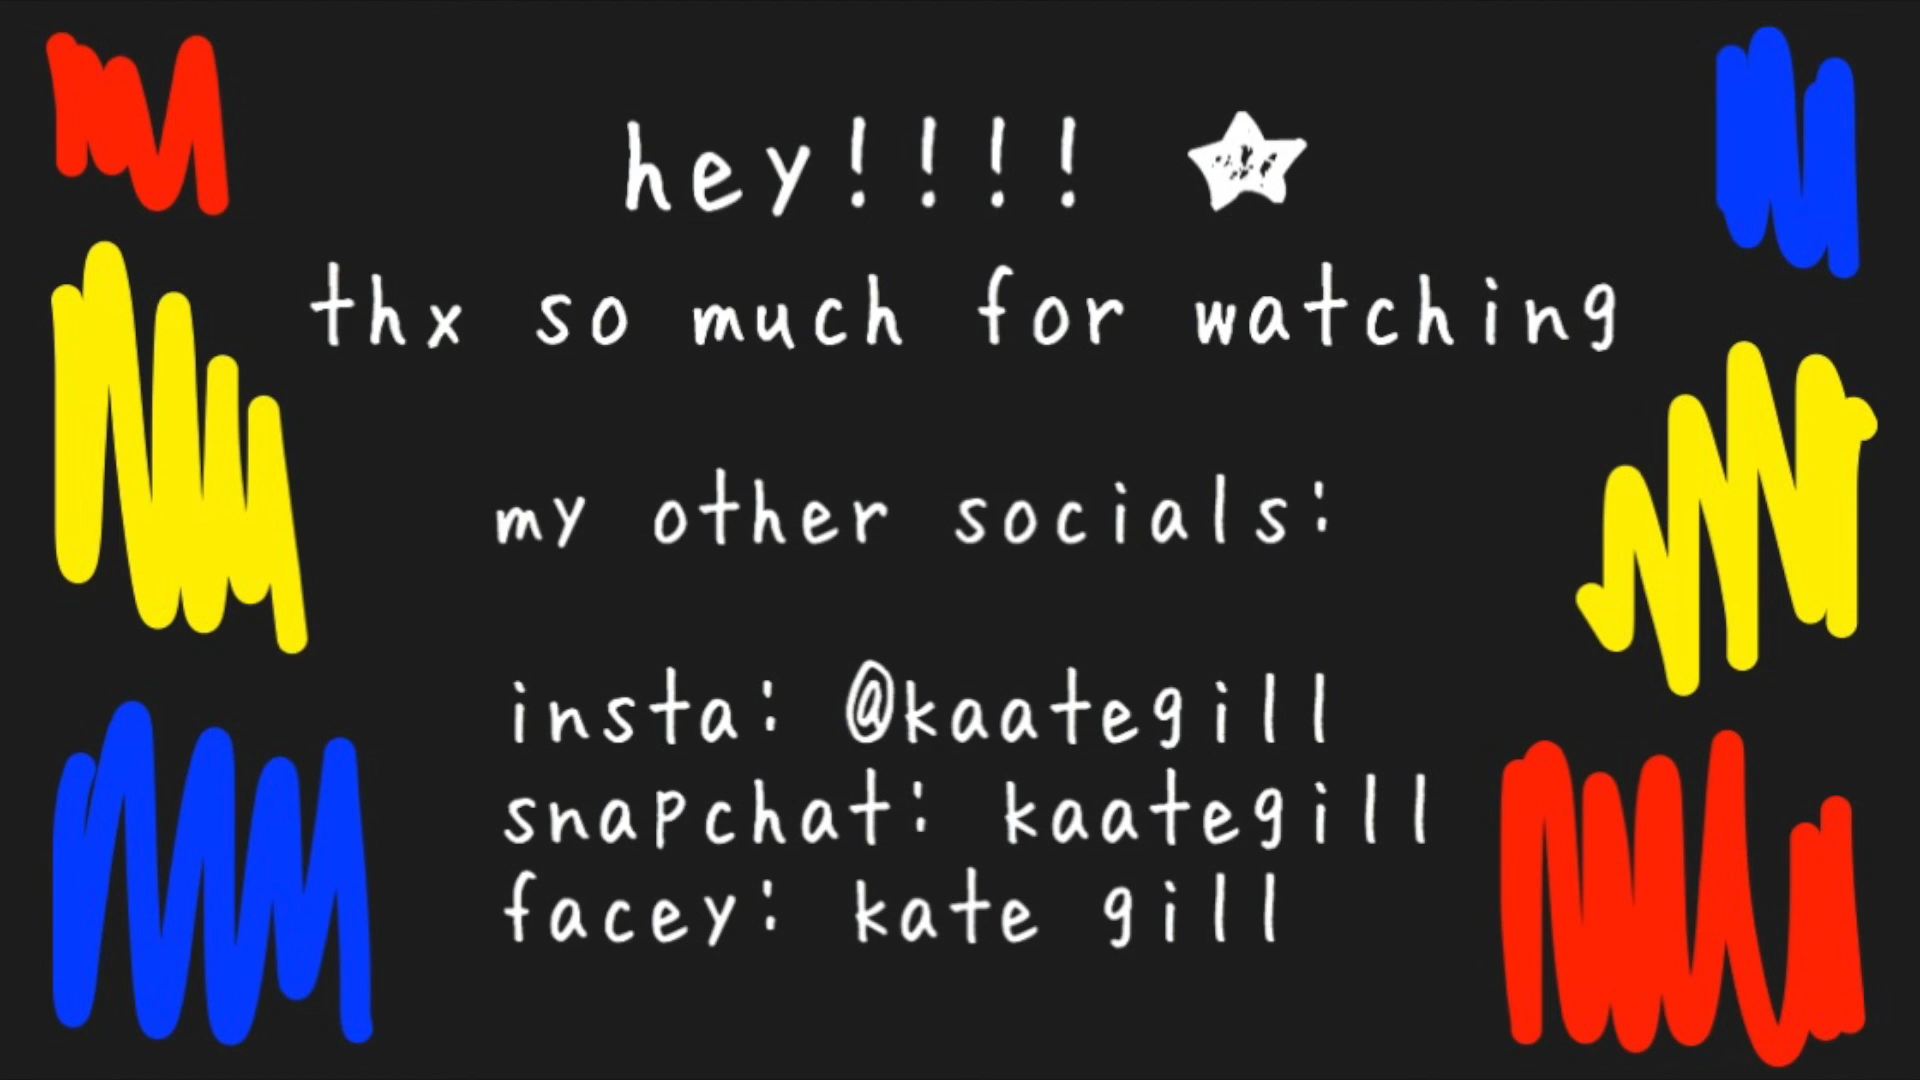 hey!!!!
thx so much for watching
my other socials:
insta: @kaategill
snapchat: kaategill
facey: kate gill